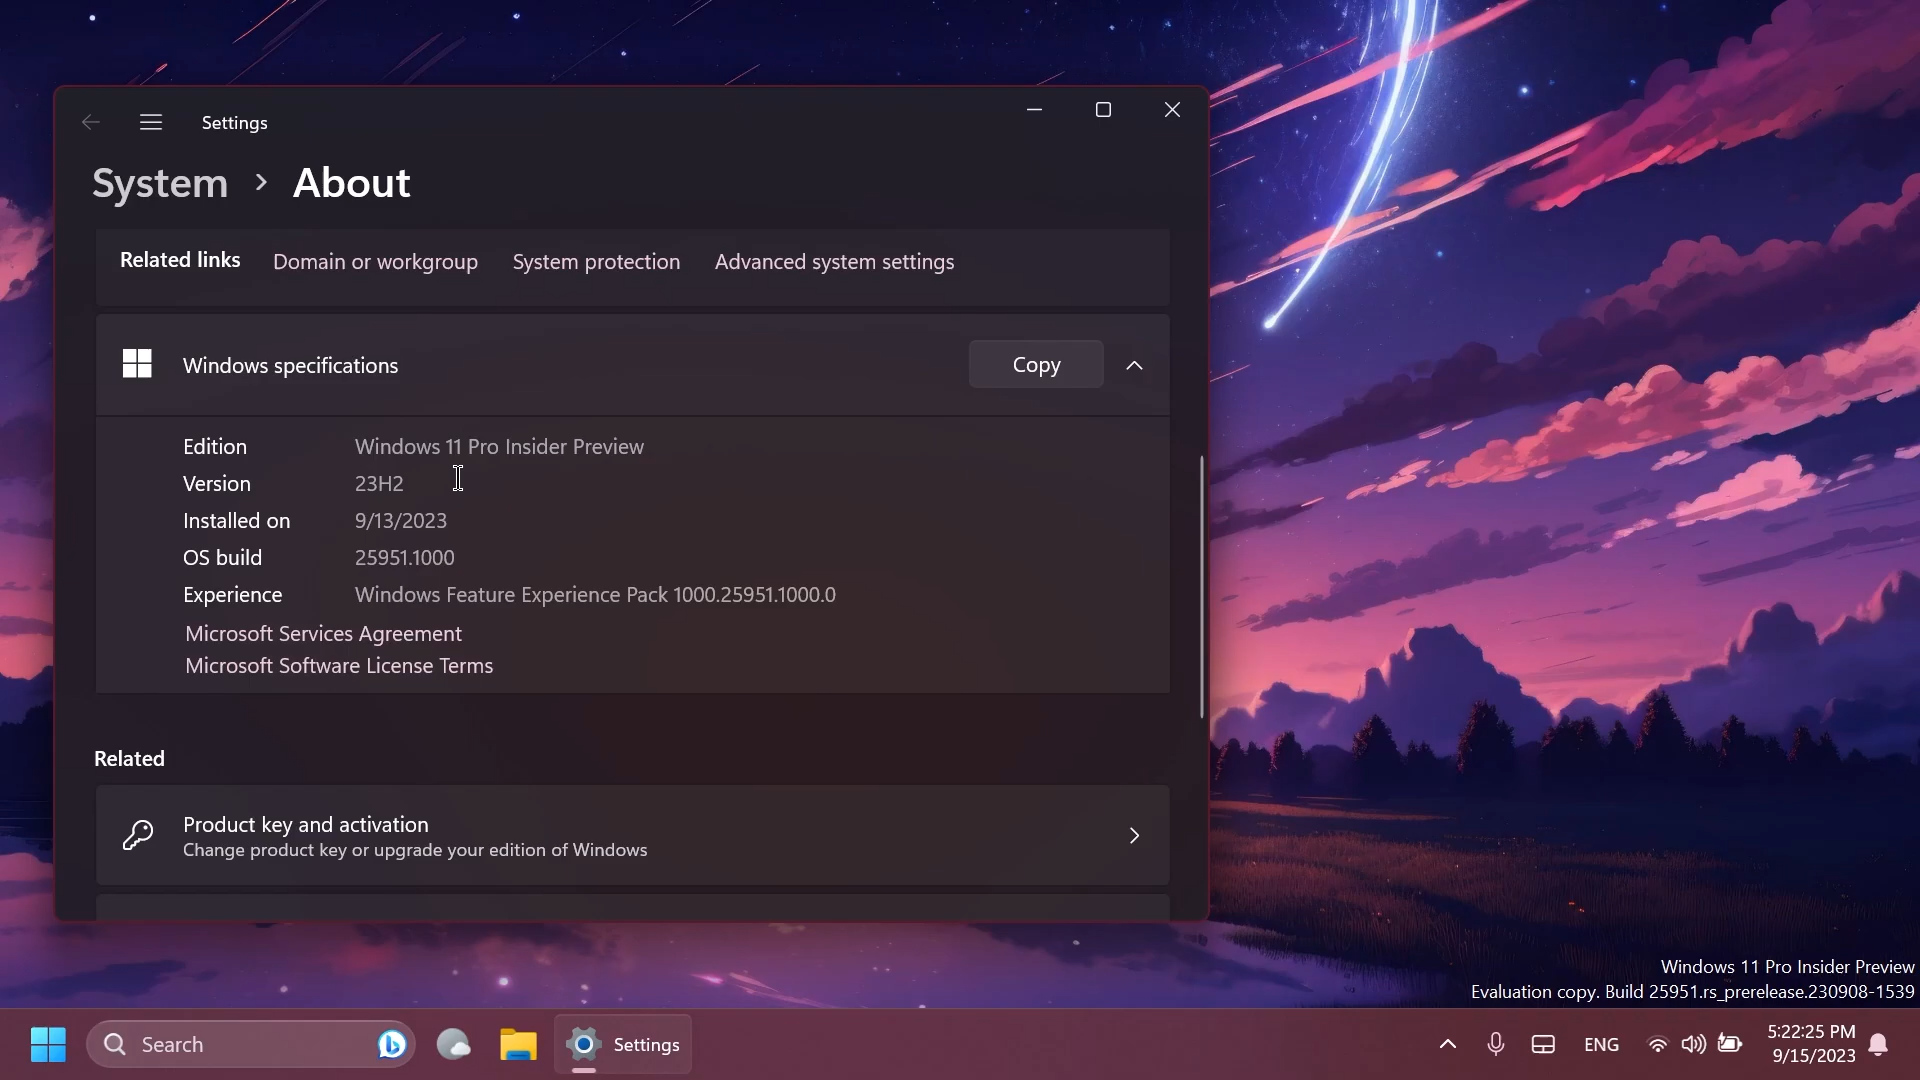 Settings
System > About
Related links Domain or workgroup System protection Advanced system settings
Windows specifications Copy
Edition Windows 11 Pro Insider Preview
Version 23H2
Installed on 9/13/2023
OS build 25951.1000
Experience Windows Feature Experience Pack 1000.25951.1000.0
Microsoft Services Agreement
Microsoft Software License Terms
Related
Product key and activation
Change product key or upgrade your edition of Windows
Windows 11 Pro Insider Preview
Evaluation copy. Build 25951.rs_prerelease.230908-1539
Search Settings ENG 5:22:25 PM
9/15/2023